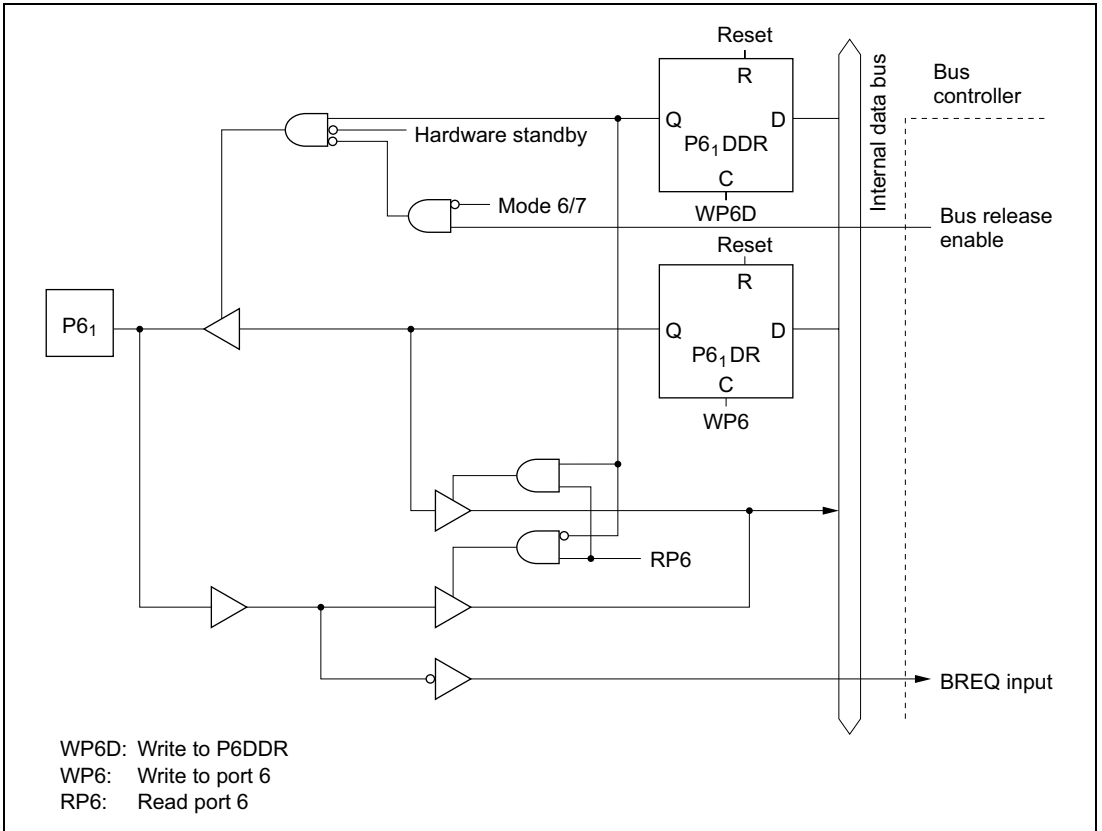 Reset
R
Q
D
P6₁DDR
C
WP6D
Internal data bus
Bus
controller
Hardware standby
Mode 6/7
Bus release
enable
Reset
R
P6₁
Q
D
P6₁DR
C
WP6
RP6
BREQ input
WP6D: Write to P6DDR
WP6: Write to port 6
RP6: Read port 6